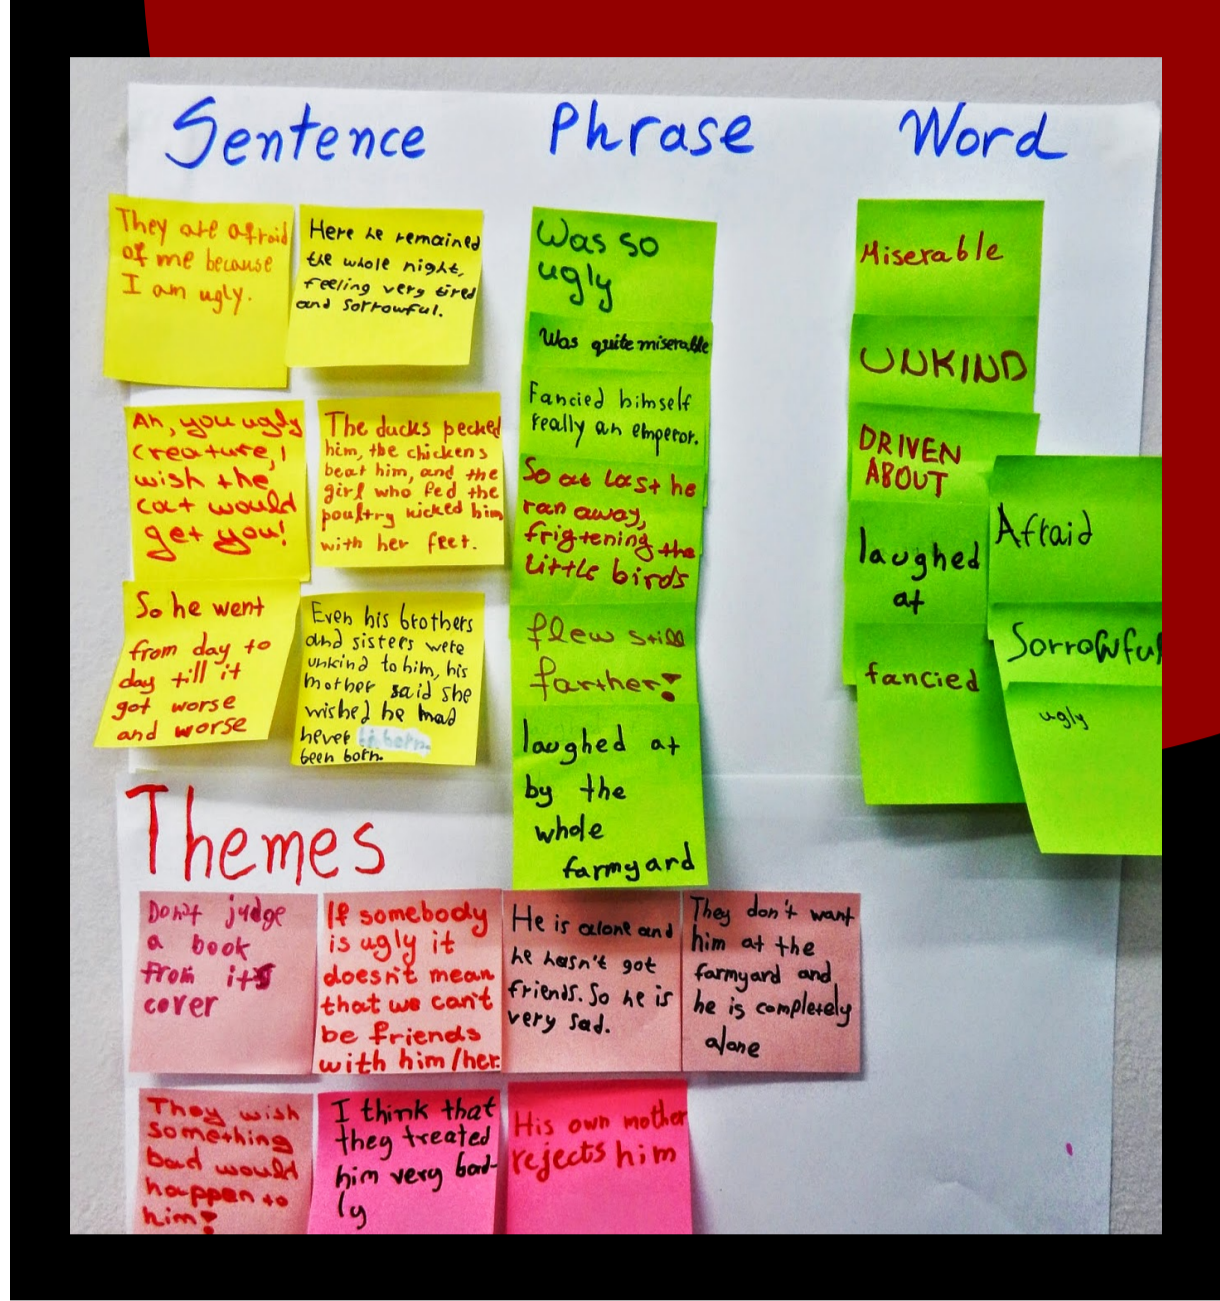 Sentence
Phrase
Word
They are afraid
of me because
I am ugly.
Here he remained
the whole night,
feeling very tired
and sorrowful.
Ah, you ugly
creature, I
wish the
cat would
get you!
The ducks pecked
him, the chickens
beat him, and the
girl who fed the
poultry kicked him
with her feet.
So he went
from day to
day till it
got worse
and worse
Even his brothers
and sisters were
unkind to him, his
mother said she
wished he had
never
been born.
Was so
ugly
Was quite miserable
Fancied himself
really an emperor.
So at last he
ran away,
frigtening the
little birds
flew still
farther!
laughed at
by the
whole
farmyard
Miserable
UNKIND
DRIVEN
ABOUT
laughed
at
fancied
Afraid
Sorrowful
ugly
Themes
Don't judge
a book
from it's
cover
If somebody
is ugly it
doesn't mean
that we can't
be friends
with him/her.
He is alone and
he hasn't got
friends. So he is
very sad.
They don't want
him at the
farmyard and
he is completely
alone
They wish
something
bad would
happen to
him!
I think that
they treated
him very bad-
ly
His own mother
rejects him